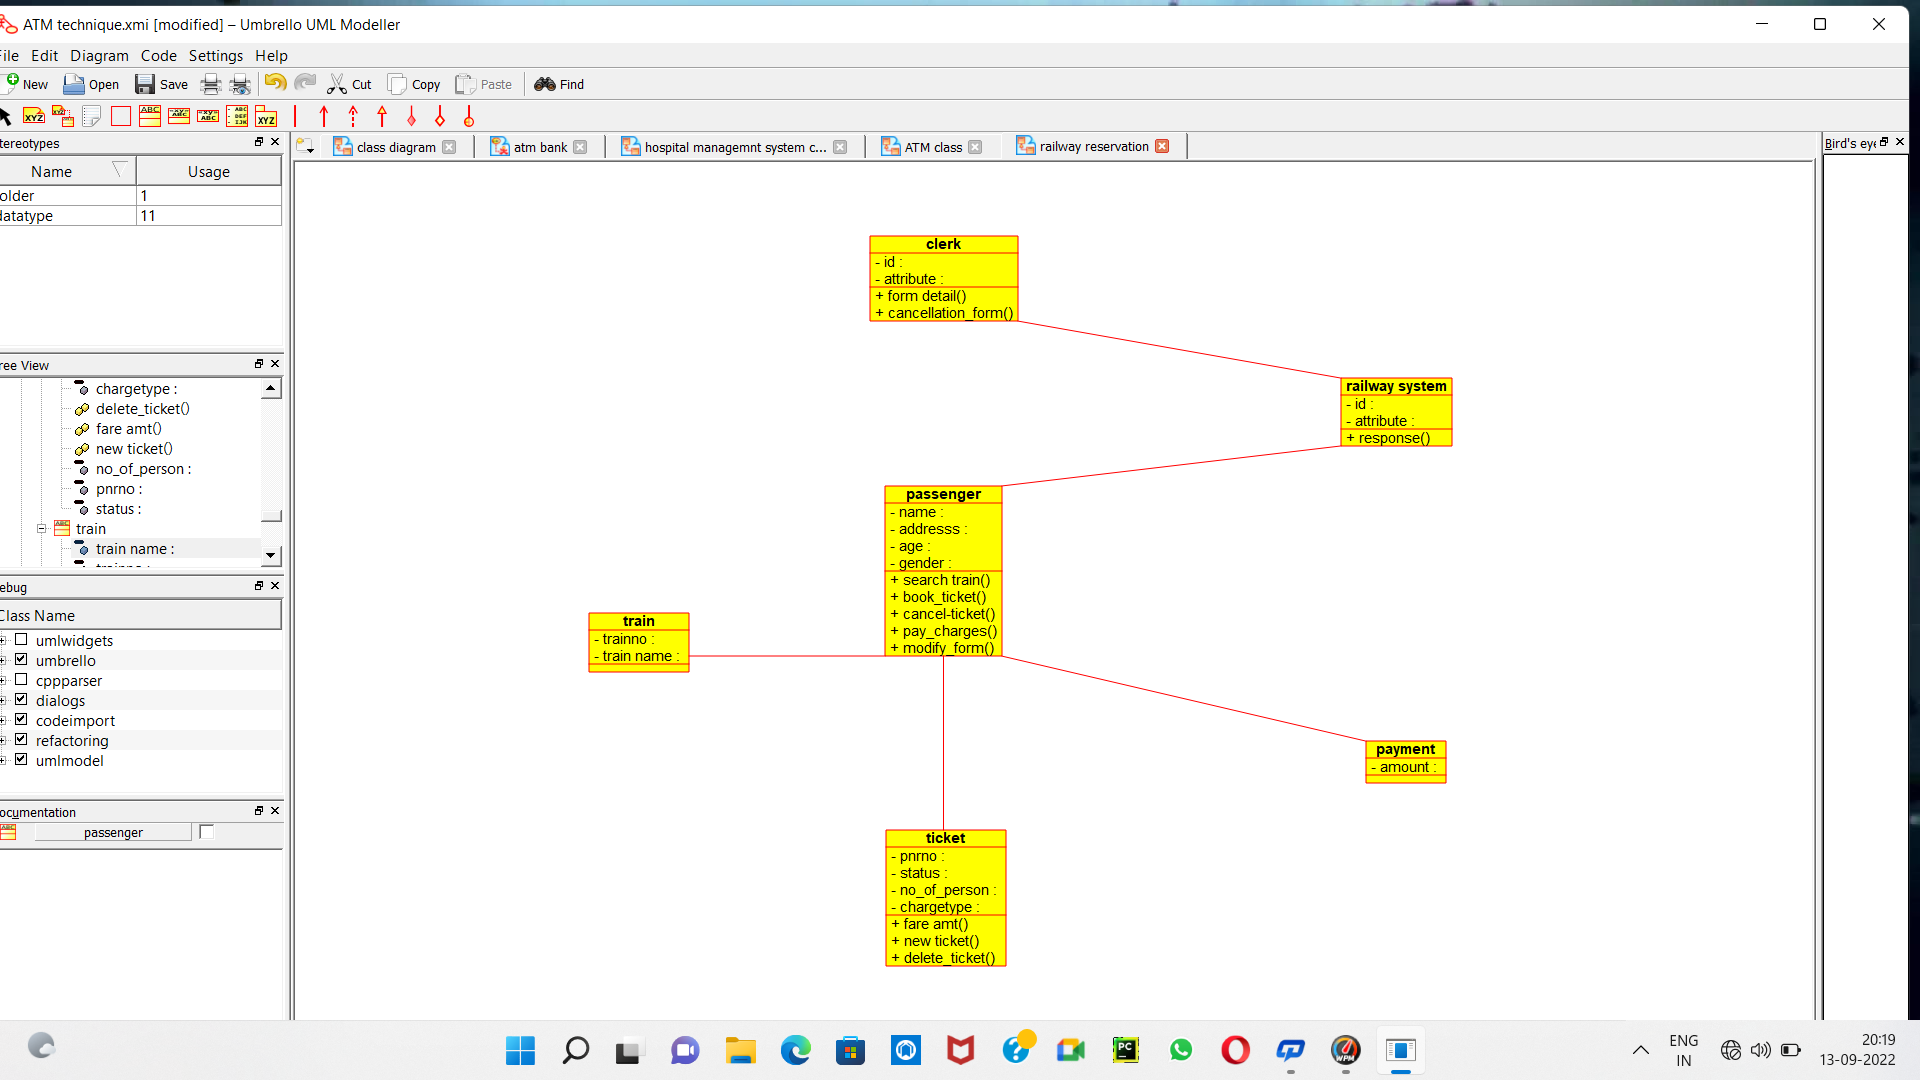 ATM technique.xmi [modified] – Umbrello UML Modeller
File Edit Diagram Code Settings Help
New Open Save Cut Copy Paste Find
tereotypes
Name Usage
older 1
datatype 11
class diagram
atm bank
hospital managemnt system c...
ATM class
railway reservation
Bird's eye
ree View
chargetype :
delete_ticket()
fare amt()
new ticket()
no_of_person :
pnrno :
status :
train
train name :
ebug
Class Name
umlwidgets
umbrello
cppparser
dialogs
codeimport
refactoring
umlmodel
ocumentation
passenger
clerk
- id :
- attribute :
+ form detail()
+ cancellation_form()
railway system
- id :
- attribute :
+ response()
passenger
- name :
- addresss :
- age :
- gender :
+ search train()
+ book_ticket()
+ cancel-ticket()
+ pay_charges()
+ modify_form()
train
- trainno :
- train name :
payment
- amount :
ticket
- pnrno :
- status :
- no_of_person :
- chargetype :
+ fare amt()
+ new ticket()
+ delete_ticket()
ENG
IN
20:19
13-09-2022